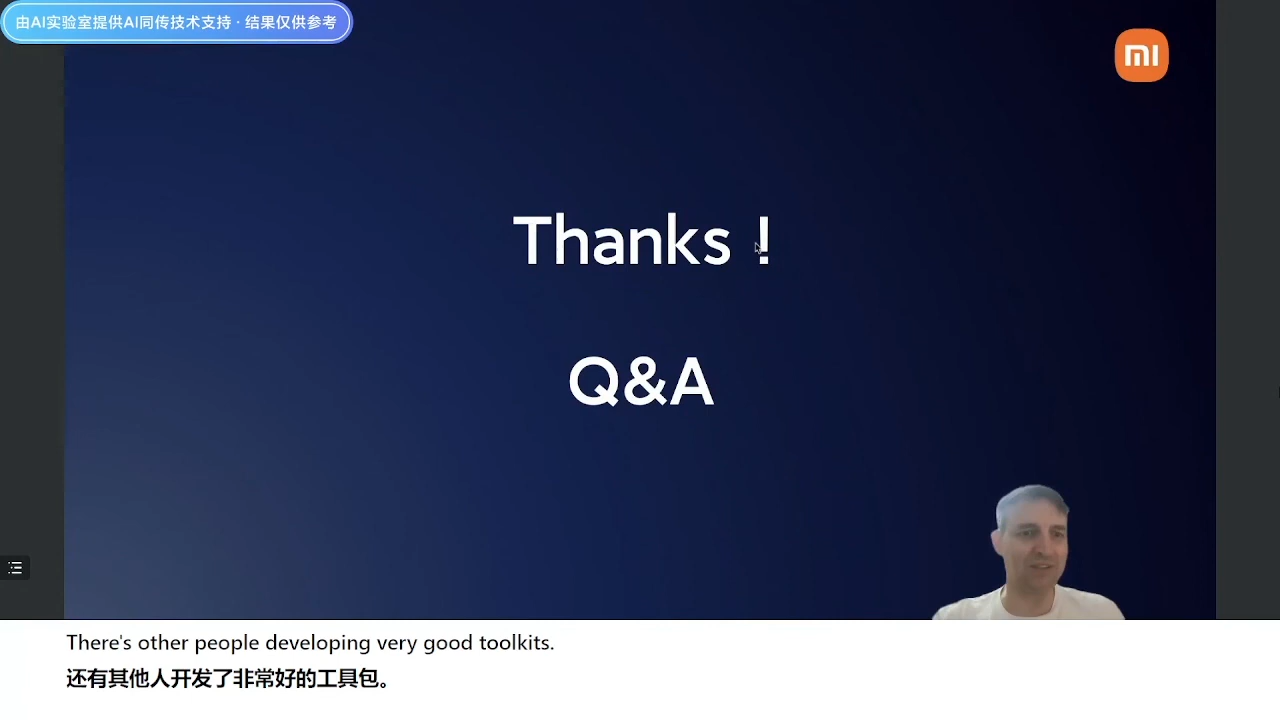 由AI实验室提供AI同传技术支持 · 结果仅供参考
mi
Thanks !
Q&A
There's other people developing very good toolkits.
还有其他人开发了非常好的工具包。